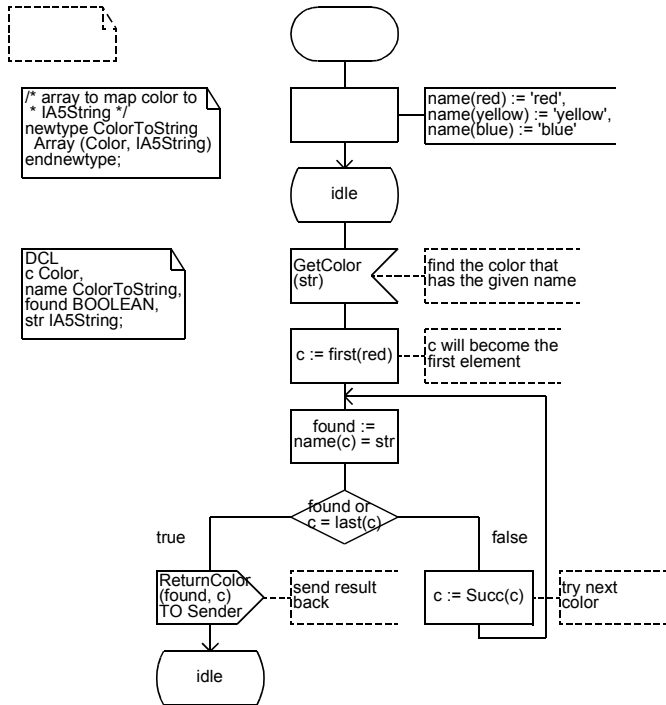 /* array to map color to
* IA5String */
newtype ColorToString
Array (Color, IA5String)
endnewtype;
name(red) := 'red',
name(yellow) := 'yellow',
name(blue) := 'blue'
idle
DCL
c Color,
name ColorToString,
found BOOLEAN,
str IA5String;
GetColor
(str)
find the color that
has the given name
c := first(red)
c will become the
first element
found :=
name(c) = str
found or
c = last(c)
true
false
ReturnColor
(found, c)
TO Sender
send result
back
c := Succ(c)
try next
color
idle